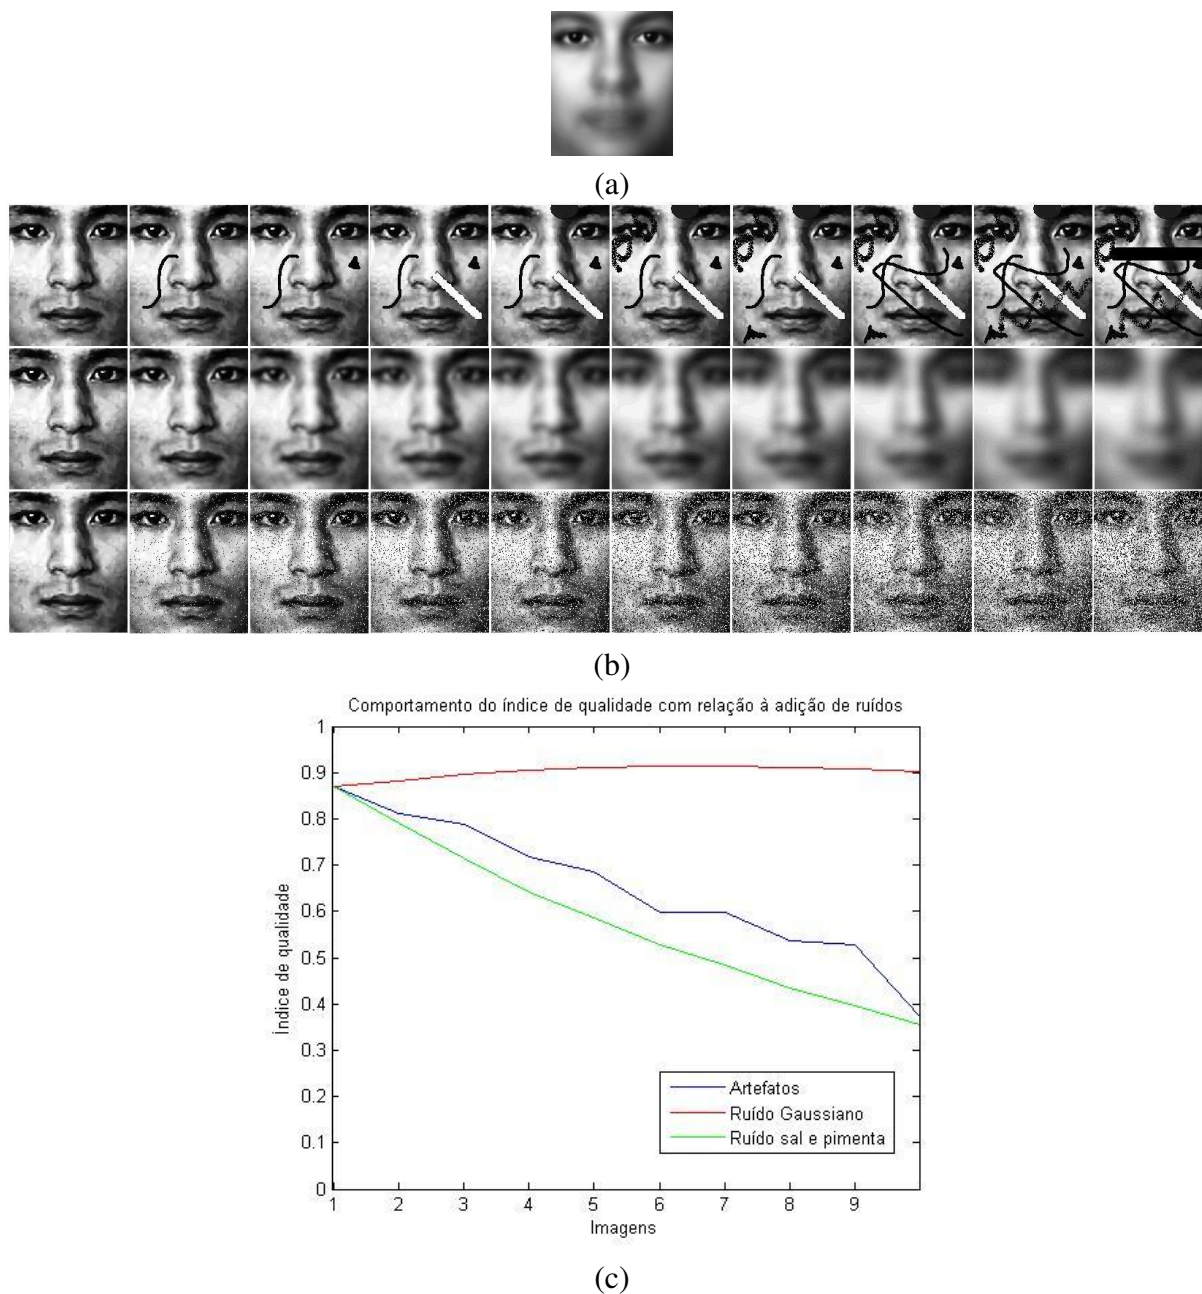 (a)
(b)
Comportamento do índice de qualidade com relação à adição de ruídos
1
0.9
0.8
0.7
0.6
0.5
0.4
0.3
0.2
0.1
0
Índice de qualidade
Artefatos
Ruído Gaussiano
Ruído sal e pimenta
1 2 3 4 5 6 7 8 9
Imagens
(c)